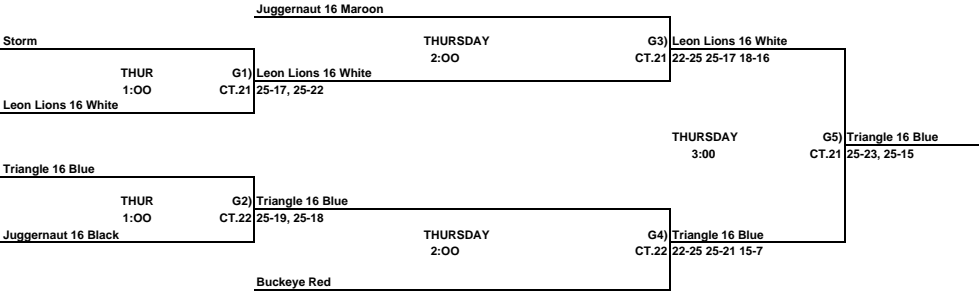 Juggernaut 16 Maroon
Storm
THURSDAY
G3) Leon Lions 16 White
2:OO
CT.21 22-25 25-17 18-16
THUR
G1) Leon Lions 16 White
1:OO
CT.21 25-17, 25-22
Leon Lions 16 White
THURSDAY
G5) Triangle 16 Blue
3:00
CT.21 25-23, 25-15
Triangle 16 Blue
THUR
G2) Triangle 16 Blue
1:OO
CT.22 25-19, 25-18
Juggernaut 16 Black
THURSDAY
G4) Triangle 16 Blue
2:OO
CT.22 22-25 25-21 15-7
Buckeye Red